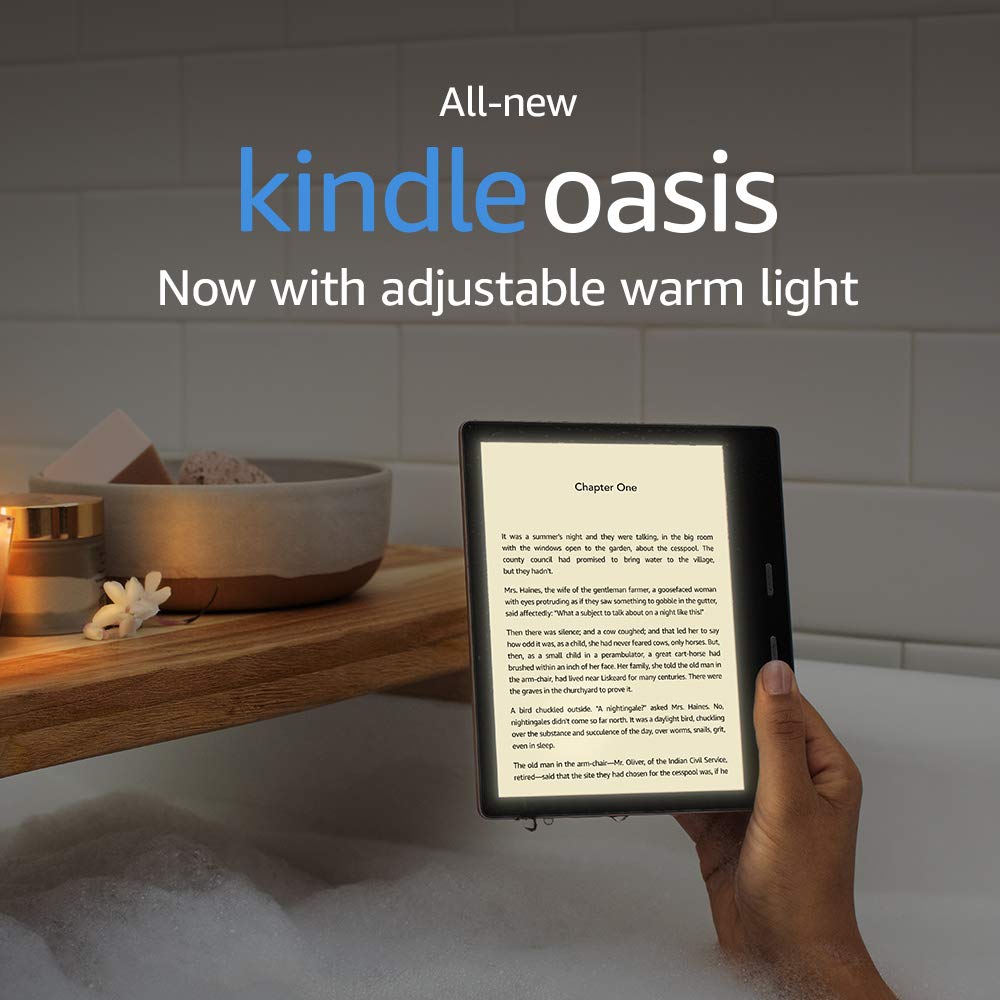 All-new
kindle oasis
Now with adjustable warm light
Chapter One
It was a summer's night and they were talking, in the big room
with the windows open to the garden, about the cesspool. The
county council had promised to bring water to the village,
but they hadn't.
Mrs. Haines, the wife of the gentleman farmer, a goosefaced woman
with eyes protruding as if they saw something to gobble in the gutter,
said affectedly: "What a subject to talk about on a night like this!"
Then there was silence; and a cow coughed; and that led her to say
how odd it was, as a child, she had never feared cows, only horses. But,
then, as a small child in a perambulator, a great cart-horse had
brushed within an inch of her face. Her family, she told the old man in
the arm-chair, had lived near Liskeard for many centuries. There were
the graves in the churchyard to prove it.
A bird chuckled outside. "A nightingale?" asked Mrs. Haines. No,
nightingales didn't come so far north. It was a daylight bird, chuckling
over the substance and succulence of the day, over worms, snails, grit,
even in sleep.
The old man in the arm-chair—Mr. Oliver, of the Indian Civil Service,
retired—said that the site they had chosen for the cesspool was, if he